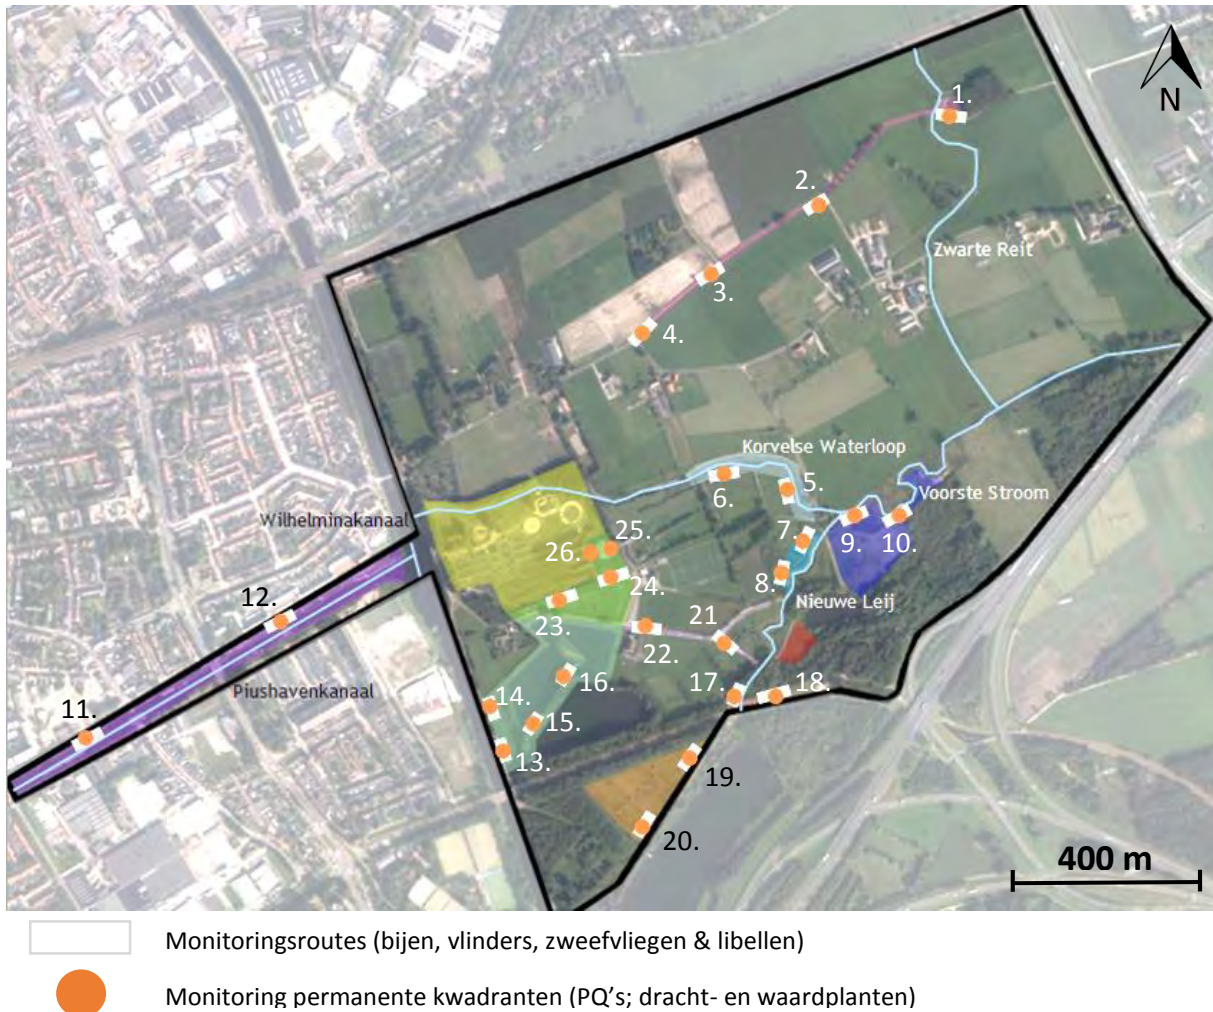 1.
N
2.
Zwarte Reit
3.
4.
Korvelse Waterloop
5.
6.
Voorste Stroom
Wilhelminakanaal
7.
9.
10.
25.
26.
8.
24.
12.
Nieuwe Leij
23.
21
22.
Piushavenkanaal
16.
17.
18.
14.
11.
15.
13.
19.
20.
400 m
Monitoringsroutes (bijen, vlinders, zweefvliegen & libellen)
Monitoring permanente kwadranten (PQ's; dracht- en waardplanten)